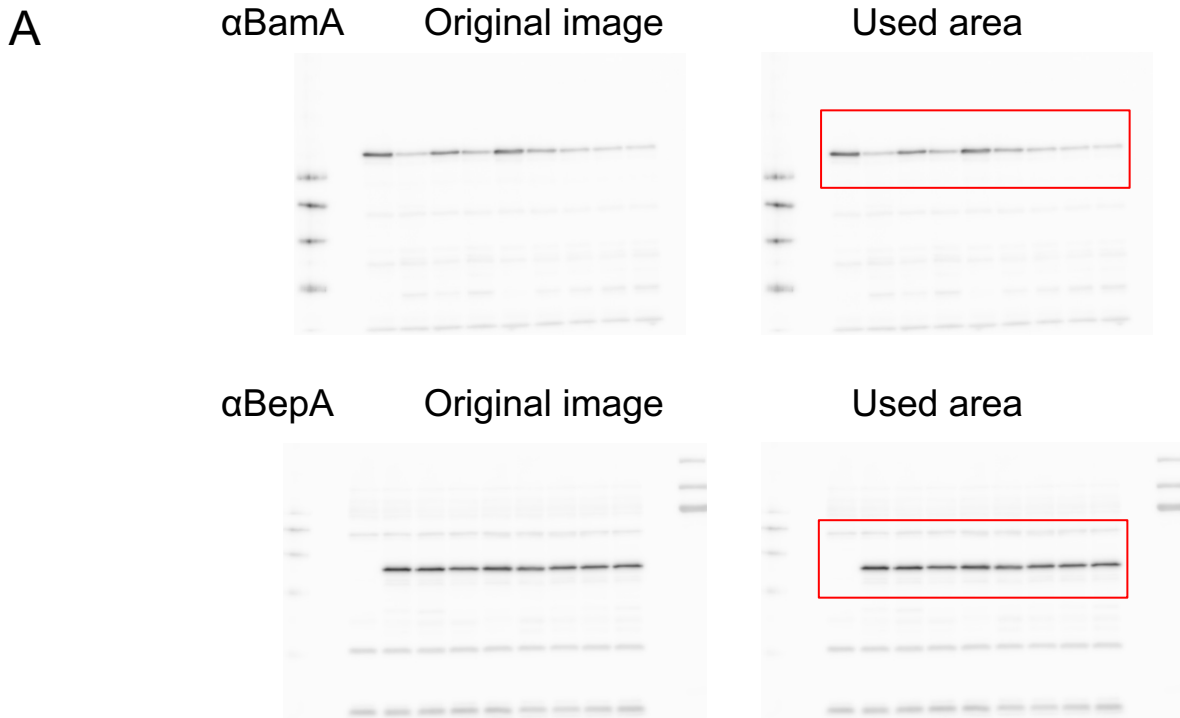 A
αBamA Original image Used area
αBepA Original image Used area